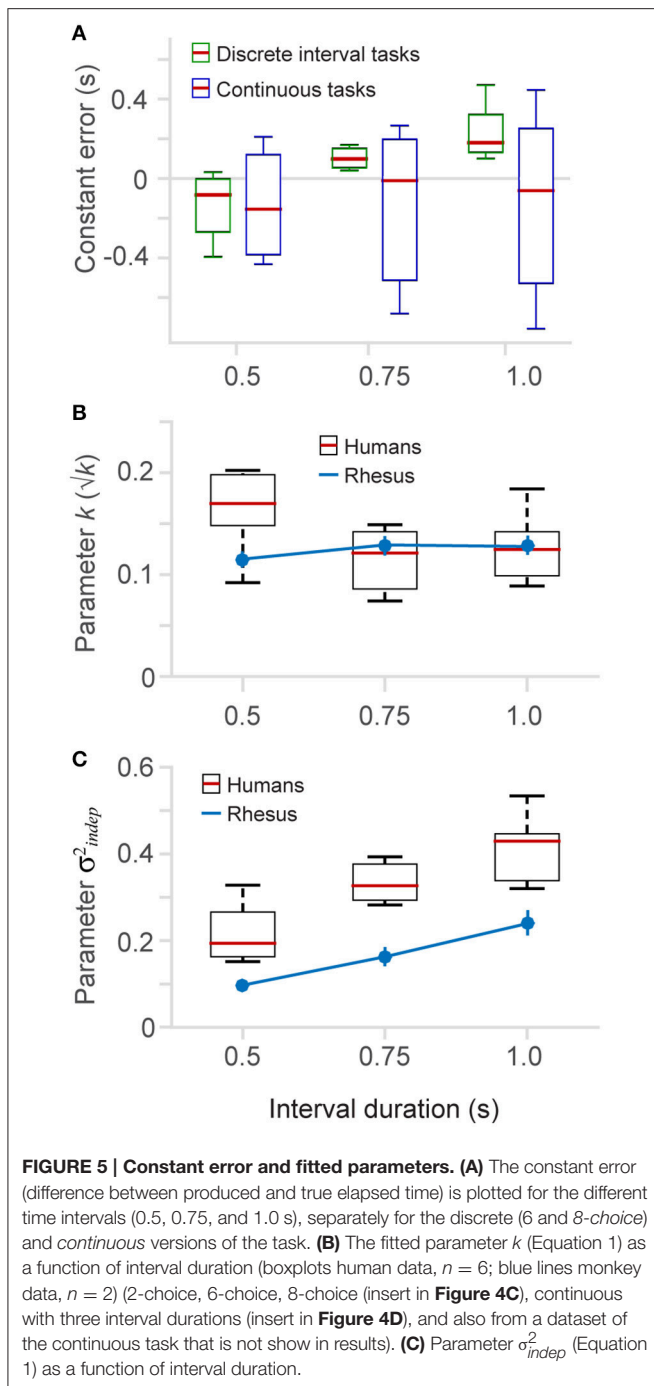 A
Discrete interval tasks
Continuous tasks
Constant error (s)
0.4
0
-0.4
0.5 0.75 1.0
B
Humans
Rhesus
Parameter k (√k)
0.2
0.1
0
0.5 0.75 1.0
C
Humans
Rhesus
Parameter σ²indep
0.6
0.4
0.2
0
0.5 0.75 1.0
Interval duration (s)
FIGURE 5 | Constant error and fitted parameters. (A) The constant error
(difference between produced and true elapsed time) is plotted for the different
time intervals (0.5, 0.75, and 1.0 s), separately for the discrete (6 and 8-choice)
and continuous versions of the task. (B) The fitted parameter k (Equation 1) as
a function of interval duration (boxplots human data, n = 6; blue lines monkey
data, n = 2) (2-choice, 6-choice, 8-choice (insert in Figure 4C), continuous
with three interval durations (insert in Figure 4D), and also from a dataset of
the continuous task that is not show in results). (C) Parameter σ²indep (Equation
1) as a function of interval duration.